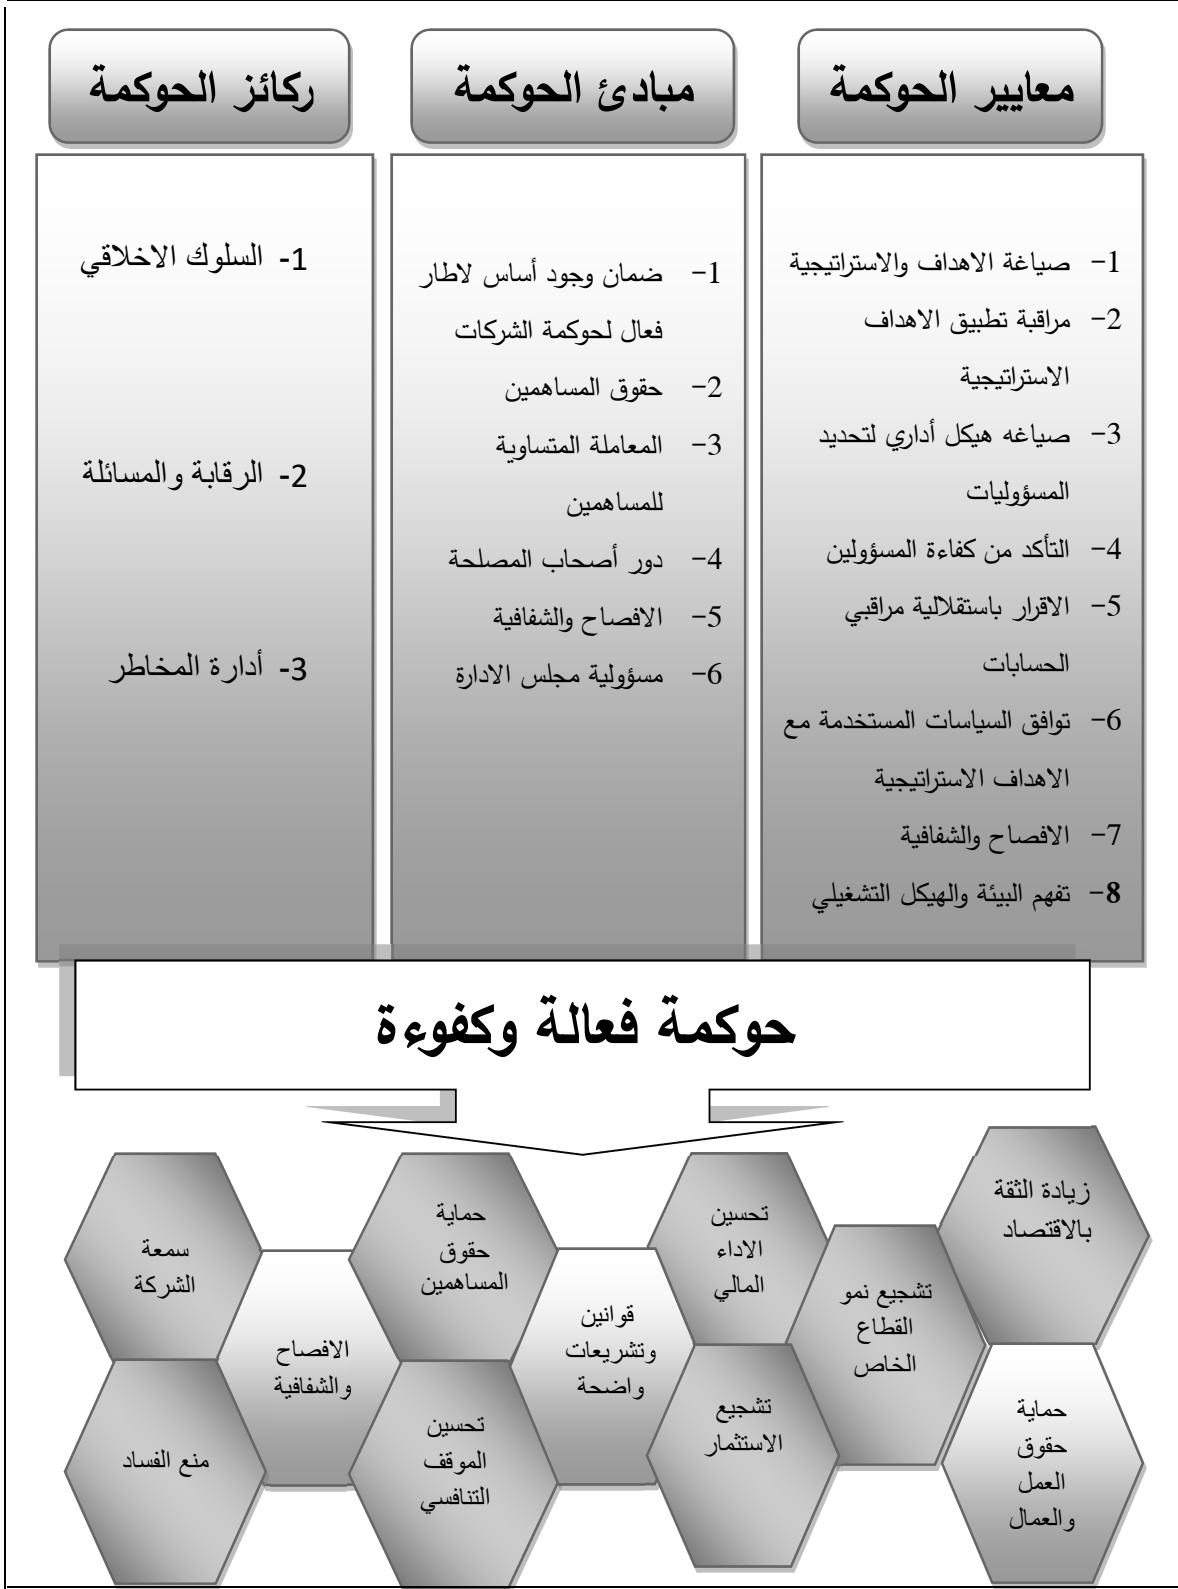 معايير الحوكمة
1- صياغة الاهداف والاستراتيجية
2- مراقبة تطبيق الاهداف
الاستراتيجية
3- صياغه هيكل أداري لتحديد
المسؤوليات
4- التأكد من كفاءة المسؤولين
5- الاقرار باستقلالية مراقبي
الحسابات
6- توافق السياسات المستخدمة مع
الاهداف الاستراتيجية
7- الافصاح والشفافية
8- تفهم البيئة والهيكل التشغيلي
مبادئ الحوكمة
1- ضمان وجود أساس لاطار
فعال لحوكمة الشركات
2- حقوق المساهمين
3- المعاملة المتساوية
للمساهمين
4- دور أصحاب المصلحة
5- الافصاح والشفافية
6- مسؤولية مجلس الادارة
ركائز الحوكمة
1- السلوك الاخلاقي
2- الرقابة والمسائلة
3- أدارة المخاطر
حوكمة فعالة وكفوءة
زيادة الثقة
بالاقتصاد
حماية
حقوق
العمل
والعمال
تشجيع نمو
القطاع
الخاص
تحسين
الاداء
المالي
تشجيع
الاستثمار
قوانين
وتشريعات
واضحة
حماية
حقوق
المساهمين
تحسين
الموقف
التنافسي
الافصاح
والشفافية
سمعة
الشركة
منع الفساد